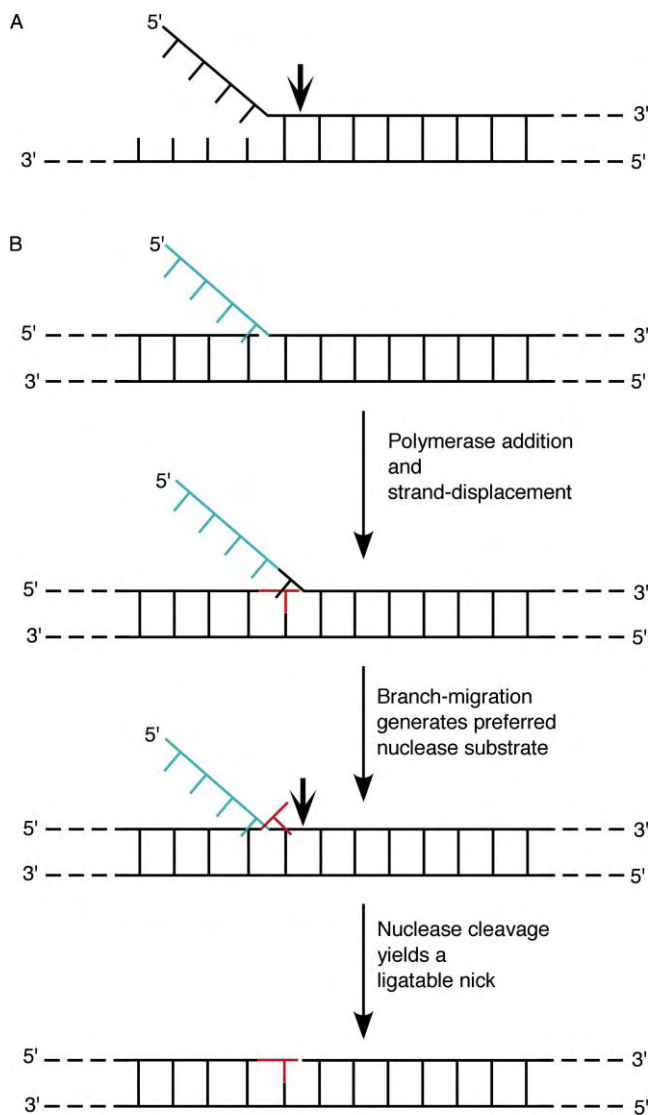 A
5'
3'
3' 5'
B
5'
5' 3'
3' 5'
Polymerase addition
and
strand-displacement
5'
5' 3'
3' 5'
Branch-migration
generates preferred
nuclease substrate
5'
5' 3'
3' 5'
Nuclease cleavage
yields a
ligatable nick
5' 3'
3' 5'